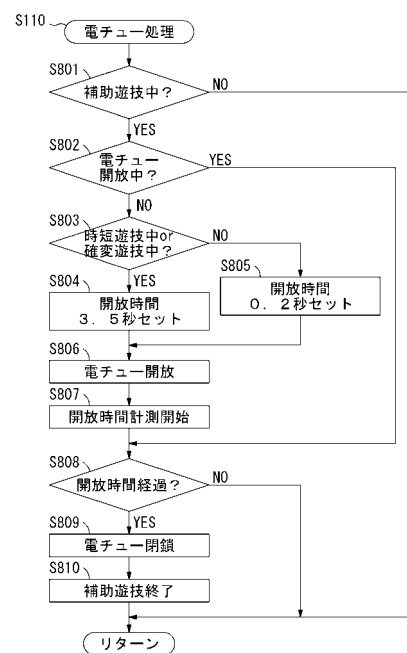 S110
電チュー処理
S801
補助遊技中？
NO
YES
S802
電チュー
開放中？
YES
NO
S803
時短遊技中or
確変遊技中？
NO
YES
S804
開放時間
３．５秒セット
S805
開放時間
０．２秒セット
S806
電チュー開放
S807
開放時間計測開始
S808
開放時間経過？
NO
YES
S809
電チュー閉鎖
S810
補助遊技終了
リターン